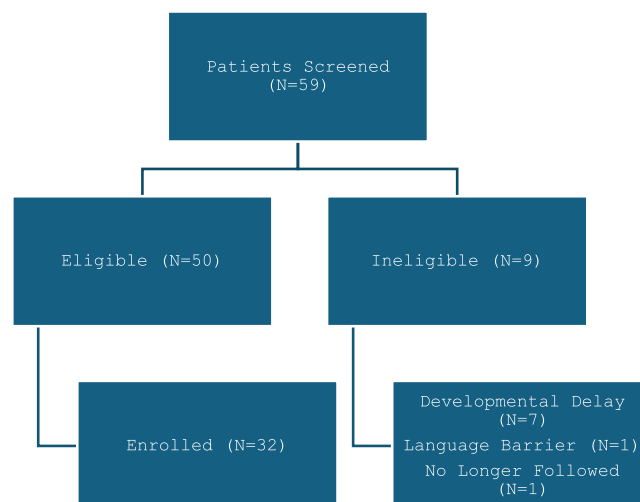 Patients Screened
(N=59)
Eligible (N=50)
Ineligible (N=9)
Enrolled (N=32)
Developmental Delay
(N=7)
Language Barrier (N=1)
No Longer Followed
(N=1)